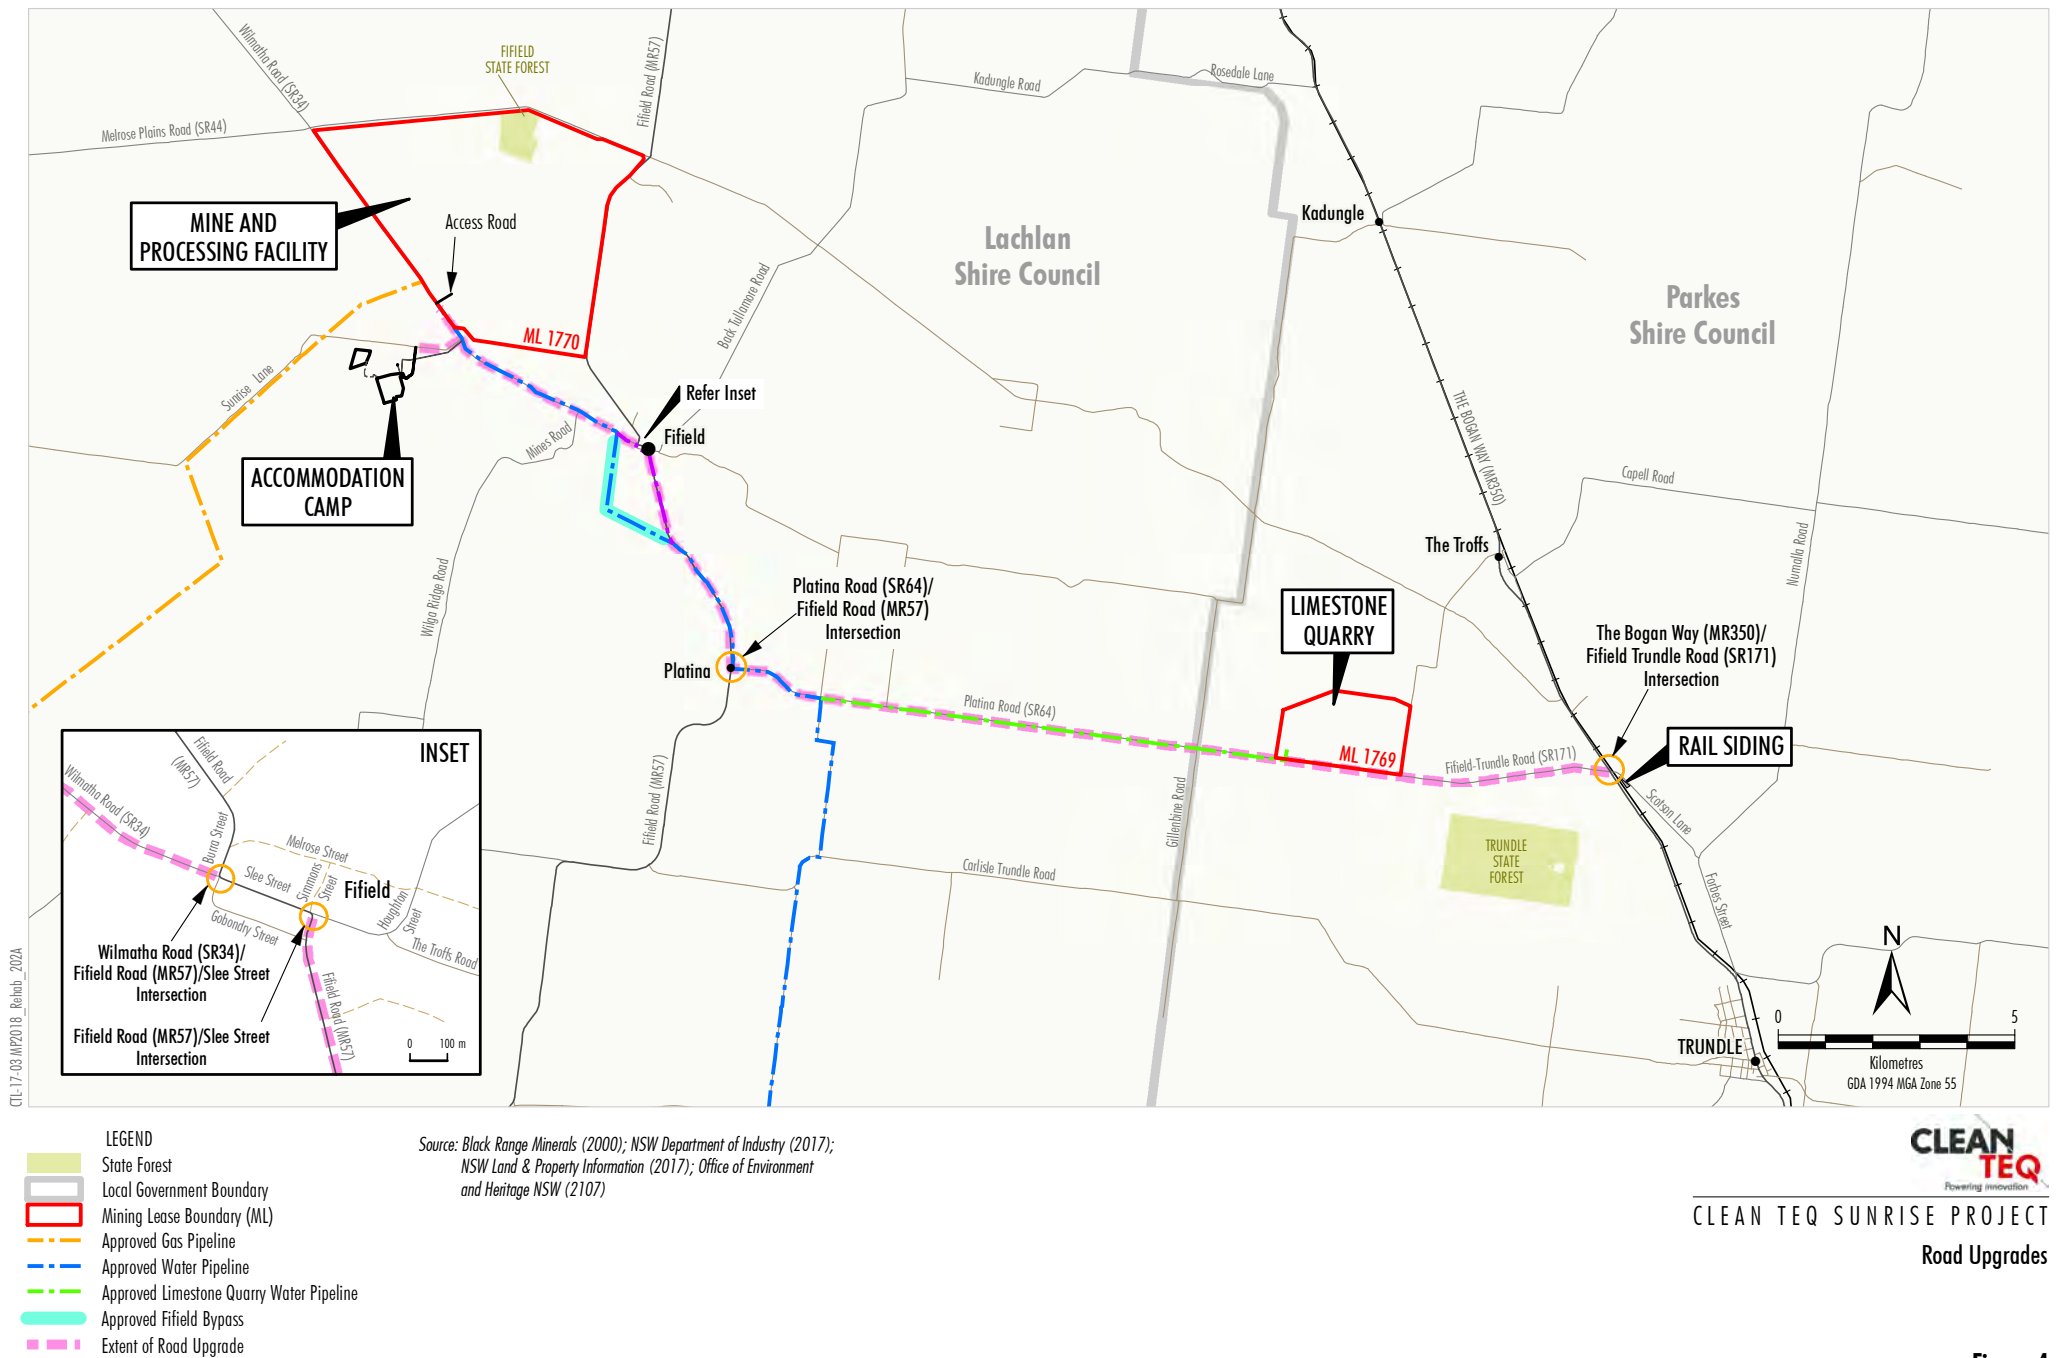 Wilmatha Road (SR34)
FIFIELD
STATE FOREST
Fifield Road (MR57)
Kadungle Road
Rosedale Lane
Melrose Plains Road (SR44)
MINE AND
PROCESSING FACILITY
Access Road
Lachlan
Shire Council
Kadungle
Parkes
Shire Council
Back Tullamore Road
ML 1770
Sunrise Lane
Refer Inset
Fifield
Mines Road
THE BOGAN WAY (MR350)
ACCOMMODATION
CAMP
Capell Road
The Troffs
Numalla Road
Wilga Ridge Road
Platina Road (SR64)/
Fifield Road (MR57)
Intersection
LIMESTONE
QUARRY
The Bogan Way (MR350)/
Fifield Trundle Road (SR171)
Intersection
Platina
Platina Road (SR64)
RAIL SIDING
ML 1769
Fifield-Trundle Road (SR171)
Fifield Road (MR57)
Gillenbine Road
Scotson Lane
TRUNDLE
STATE
FOREST
Carlisle Trundle Road
Forbes Street
TRUNDLE
N
0 5
Kilometres
GDA 1994 MGA Zone 55
INSET
Fifield Road
(MR57)
Wilmatha Road (SR34)
Burra Street
Melrose Street
Slee Street
Simmons
Street
Fifield
Houghton
Street
Gobondry Street
The Troffs Road
Wilmatha Road (SR34)/
Fifield Road (MR57)/Slee Street
Intersection
Fifield Road (MR57)
Fifield Road (MR57)/Slee Street
Intersection
0 100 m
CTL-17-03 MP2018_Rehab_202A
LEGEND
State Forest
Local Government Boundary
Mining Lease Boundary (ML)
Approved Gas Pipeline
Approved Water Pipeline
Approved Limestone Quarry Water Pipeline
Approved Fifield Bypass
Extent of Road Upgrade
Source: Black Range Minerals (2000); NSW Department of Industry (2017);
NSW Land & Property Information (2017); Office of Environment
and Heritage NSW (2107)
CLEAN
TEQ
Powering innovation
CLEAN TEQ SUNRISE PROJECT
Road Upgrades